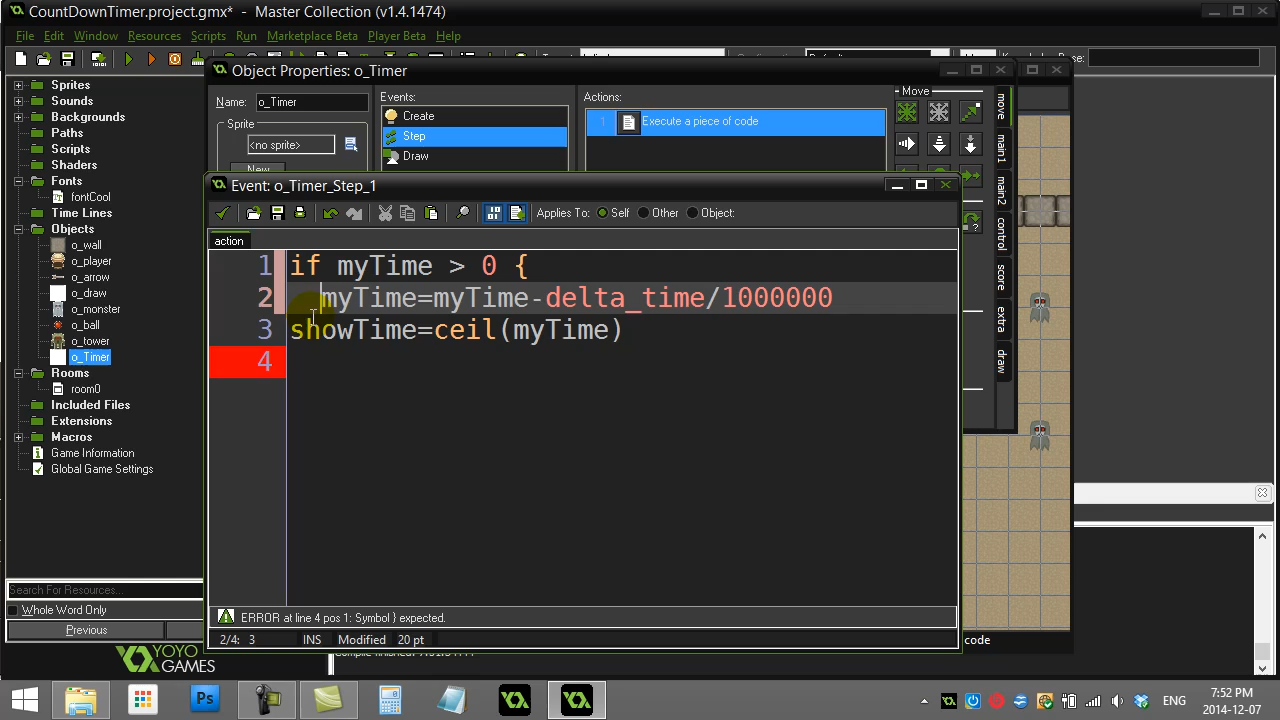 CountDownTimer.project.gmx* - Master Collection (v1.4.1474)
File Edit Window Resources Scripts Run Marketplace Beta Player Beta Help
Object Properties: o_Timer
Name: o_Timer
Events:
Actions:
Move
Sprite
<no sprite>
New
Create
Step
Draw
1 Execute a piece of code
move
main1
main2
control
score
extra
draw
Sprites
Sounds
Backgrounds
Paths
Scripts
Shaders
Fonts
fontCool
Time Lines
Objects
o_wall
o_player
o_arrow
o_draw
o_monster
o_ball
o_tower
o_Timer
Rooms
room0
Included Files
Extensions
Macros
Game Information
Global Game Settings
Search For Resources...
Whole Word Only
Previous
YOYO
GAMES
Event: o_Timer_Step_1
Applies To: Self Other Object:
action
1 if myTime > 0 {
2 myTime=myTime-delta_time/1000000
3 showTime=ceil(myTime)
4
ERROR at line 4 pos 1: Symbol } expected.
2/4: 3 INS Modified 20 pt
code
ENG
7:52 PM
2014-12-07